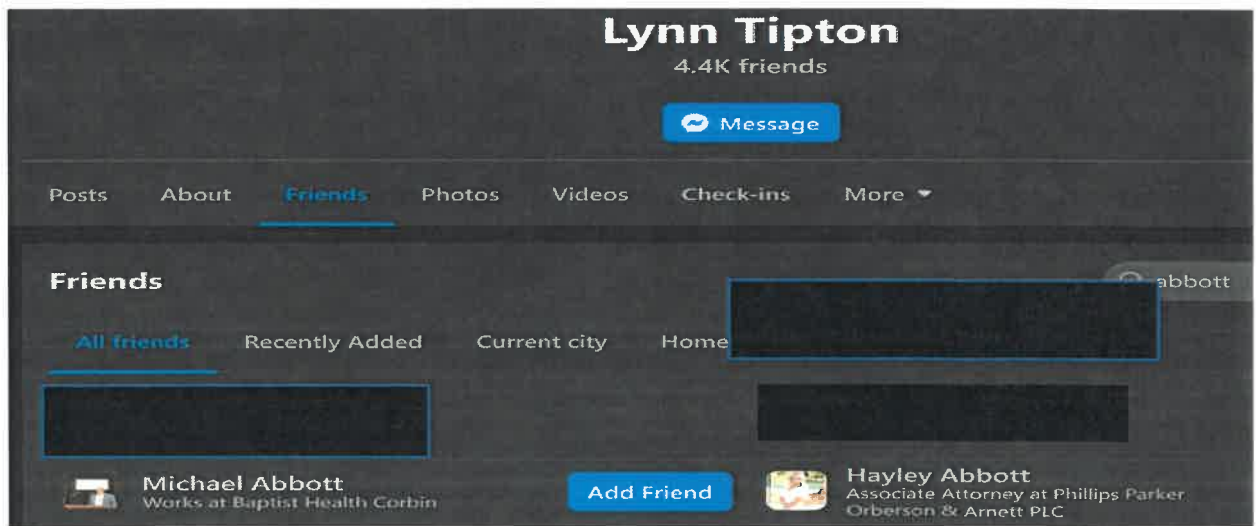 Lynn Tipton
4.4K friends
Message
Posts About Friends Photos Videos Check-ins More
Friends
abbott
All friends Recently Added Current city Home
Michael Abbott
Works at Baptist Health Corbin
Add Friend
Hayley Abbott
Associate Attorney at Phillips Parker
Orberson & Arnett PLC